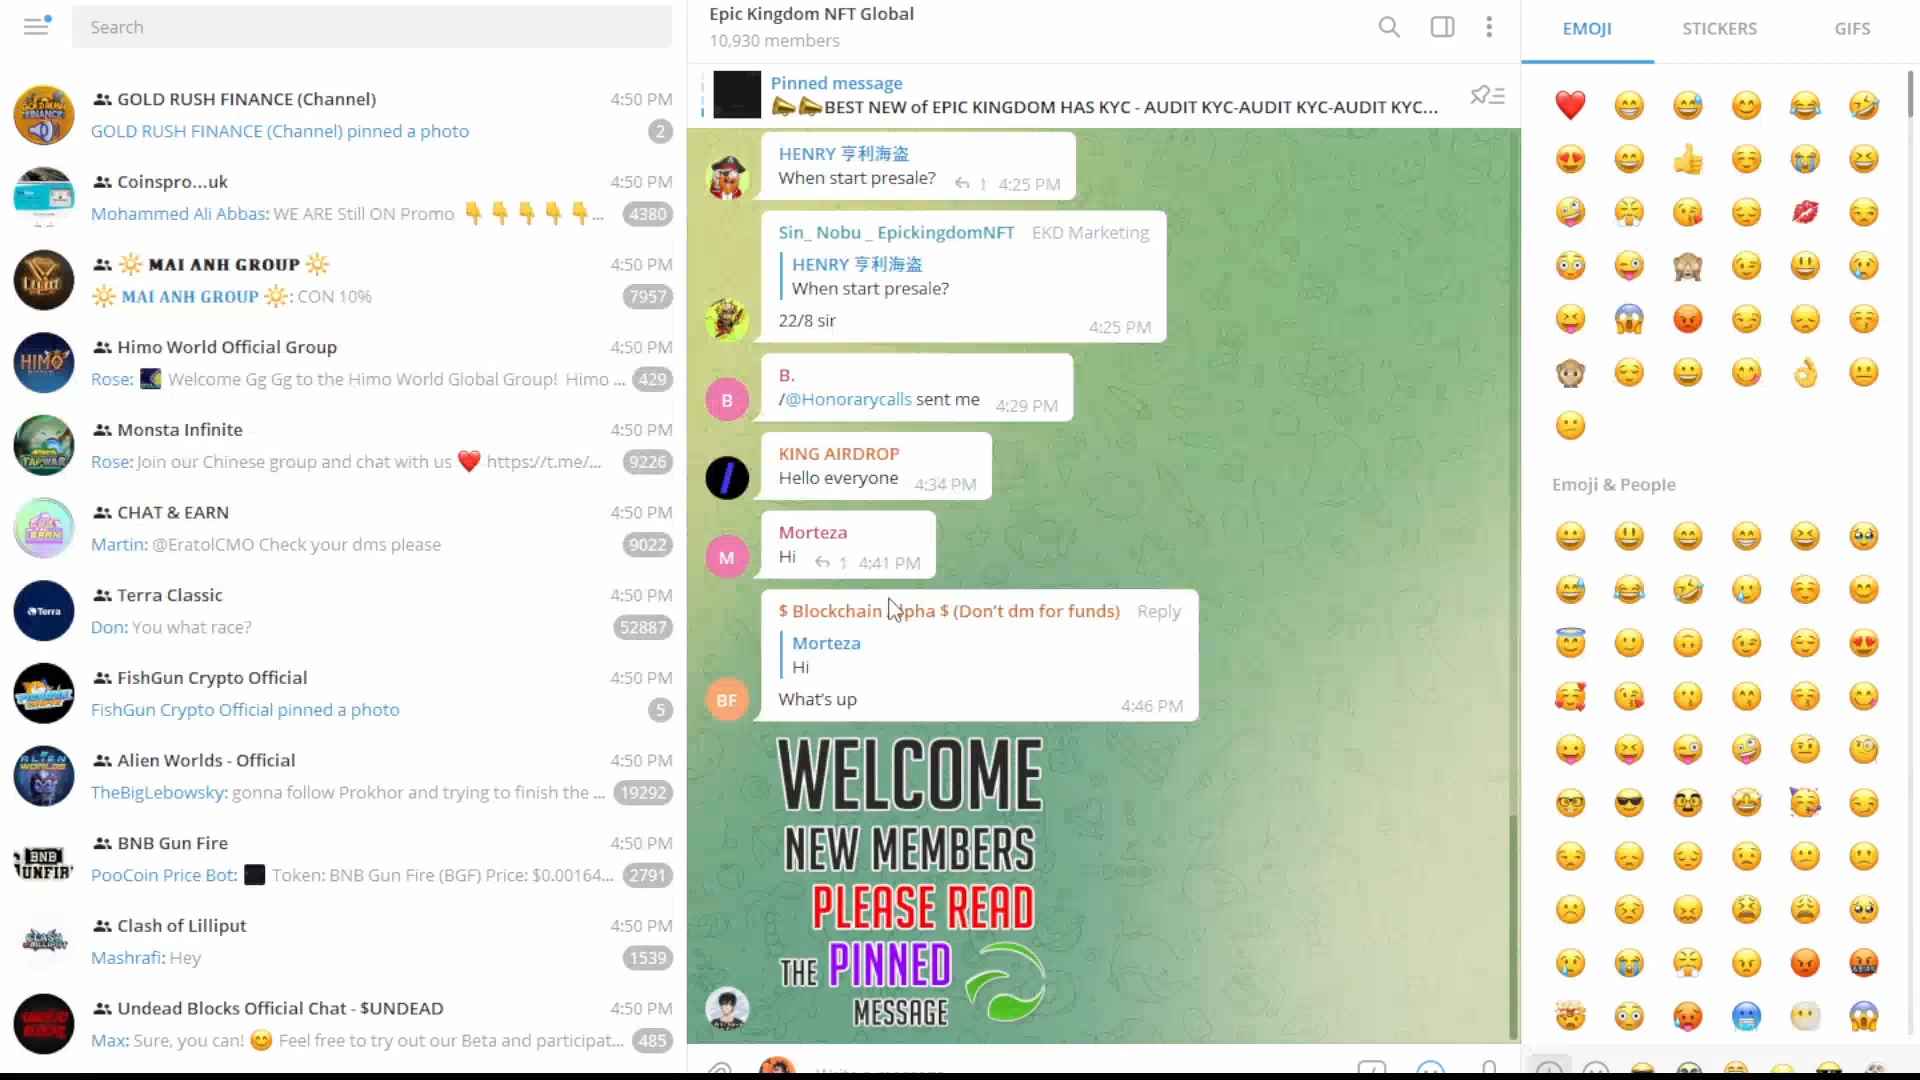 Search
GOLD RUSH FINANCE (Channel) 4:50 PM
GOLD RUSH FINANCE (Channel) pinned a photo 2
Coinspro...uk 4:50 PM
Mohammed Ali Abbas: WE ARE Still ON Promo 👇👇👇👇👇... 4380
🔆 MAI ANH GROUP 🔆 4:50 PM
🔆 MAI ANH GROUP 🔆: CON 10% 7957
Himo World Official Group 4:50 PM
Rose: Welcome Gg Gg to the Himo World Global Group! Himo ... 429
Monsta Infinite 4:50 PM
Rose: Join our Chinese group and chat with us ❤️ https://t.me/... 9226
CHAT & EARN 4:50 PM
Martin: @EratolCMO Check your dms please 9022
Terra Classic 4:50 PM
Don: You what race? 52887
Terra
FishGun Crypto Official 4:50 PM
FishGun Crypto Official pinned a photo 5
Alien Worlds - Official 4:50 PM
TheBigLebowsky: gonna follow Prokhor and trying to finish the ... 19292
BNB Gun Fire 4:50 PM
PooCoin Price Bot: Token: BNB Gun Fire (BGF) Price: $0.00164... 2791
Clash of Lilliput 4:50 PM
Mashrafi: Hey 1539
Undead Blocks Official Chat - $UNDEAD 4:50 PM
Max: Sure, you can! 😊 Feel free to try out our Beta and participat... 485
Epic Kingdom NFT Global
10,930 members
Pinned message
📣📣BEST NEW of EPIC KINGDOM HAS KYC - AUDIT KYC-AUDIT KYC-AUDIT KYC...
HENRY 亨利海盗
When start presale? 1 4:25 PM
Sin_ Nobu _ EpickingdomNFT EKD Marketing
HENRY 亨利海盗
When start presale?
22/8 sir 4:25 PM
B.
B
/@Honorarycalls sent me 4:29 PM
KING AIRDROP
Hello everyone 4:34 PM
Morteza
M
Hi 1 4:41 PM
$ Blockchain lpha $ (Don't dm for funds) Reply
Morteza
Hi
BF
What's up 4:46 PM
WELCOME
NEW MEMBERS
PLEASE READ
THE PINNED
MESSAGE
EMOJI STICKERS GIFS
Emoji & People